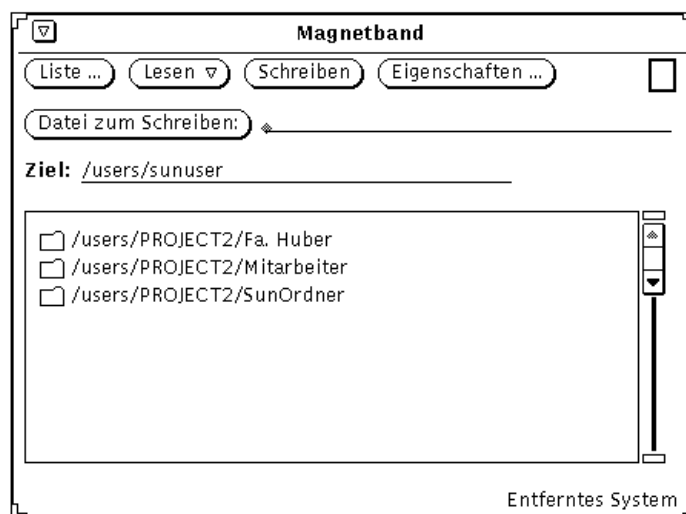 Magnetband
Liste ... Lesen Schreiben Eigenschaften ...
Datei zum Schreiben:
Ziel: /users/sunuser
/users/PROJECT2/Fa. Huber
/users/PROJECT2/Mitarbeiter
/users/PROJECT2/SunOrdner
Entferntes System